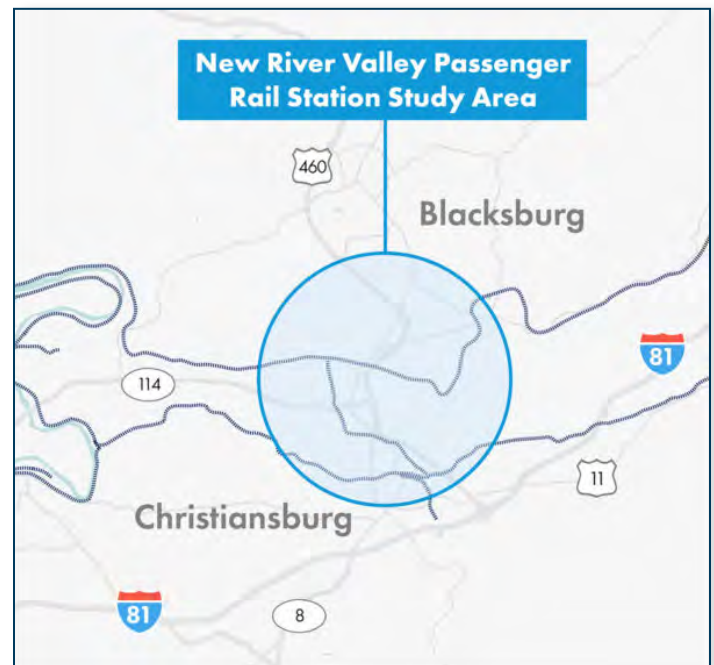 New River Valley Passenger
Rail Station Study Area
460
Blacksburg
81
114
11
Christiansburg
81
8